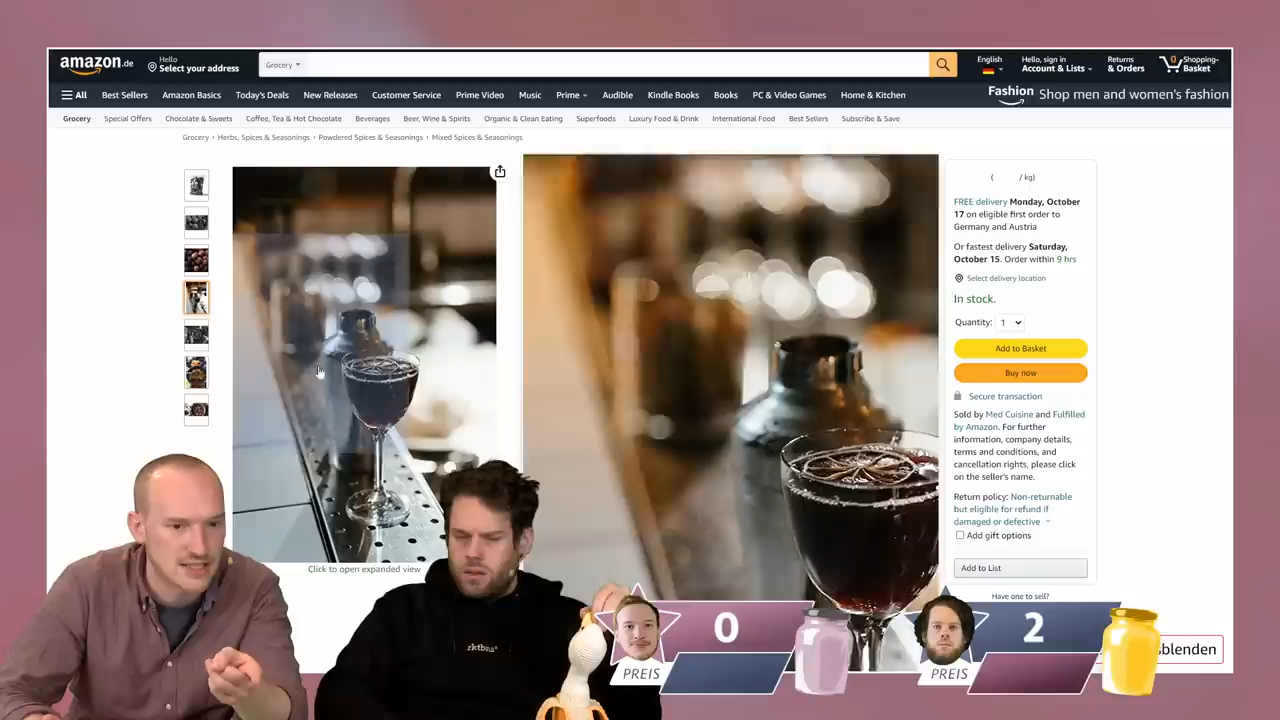 amazon.de
Hello
Select your address
Grocery
English
Hello, sign in
Account & Lists
Returns
& Orders
0
Shopping-
Basket
All
Best Sellers
Amazon Basics
Today's Deals
New Releases
Customer Service
Prime Video
Music
Prime
Audible
Kindle Books
Books
PC & Video Games
Home & Kitchen
Fashion Shop men and women's fashion
Grocery
Special Offers
Chocolate & Sweets
Coffee, Tea & Hot Chocolate
Beverages
Beer, Wine & Spirits
Organic & Clean Eating
Superfoods
Luxury Food & Drink
International Food
Best Sellers
Subscribe & Save
Grocery › Herbs, Spices & Seasonings › Powdered Spices & Seasonings › Mixed Spices & Seasonings
( / kg)
FREE delivery Monday, October
17 on eligible first order to
Germany and Austria
Or fastest delivery Saturday,
October 15. Order within 9 hrs
Select delivery location
In stock.
Quantity: 1
Add to Basket
Buy now
Secure transaction
Sold by Med Cuisine and Fulfilled
by Amazon. For further
information, company details,
terms and conditions, and
cancellation rights, please click
on the seller's name.
Return policy: Non-returnable
but eligible for refund if
damaged or defective
Add gift options
Add to List
Have one to sell?
Click to open expanded view
rktbns
0
PREIS
2
PREIS
sblenden